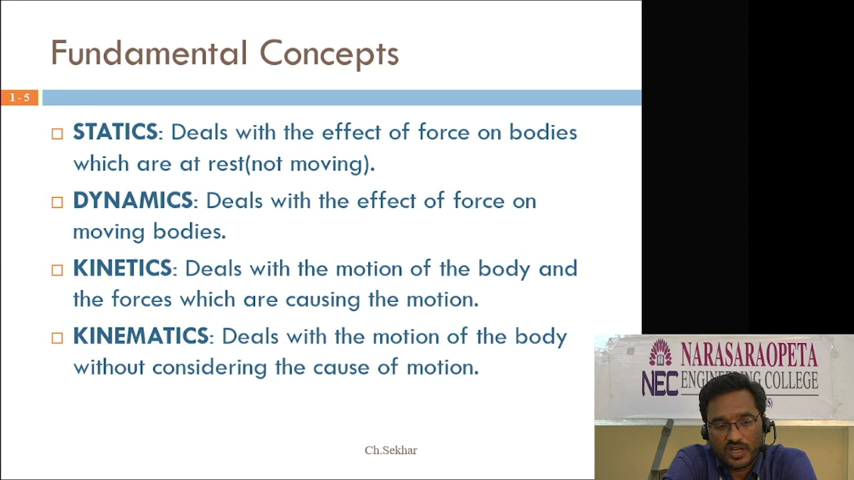 Fundamental Concepts
1 - 5
STATICS: Deals with the effect of force on bodies
which are at rest(not moving).
DYNAMICS: Deals with the effect of force on
moving bodies.
KINETICS: Deals with the motion of the body and
the forces which are causing the motion.
KINEMATICS: Deals with the motion of the body
without considering the cause of motion.
Ch.Sekhar
NARASARAOPETA
NEC ENGINEERING COLLEGE